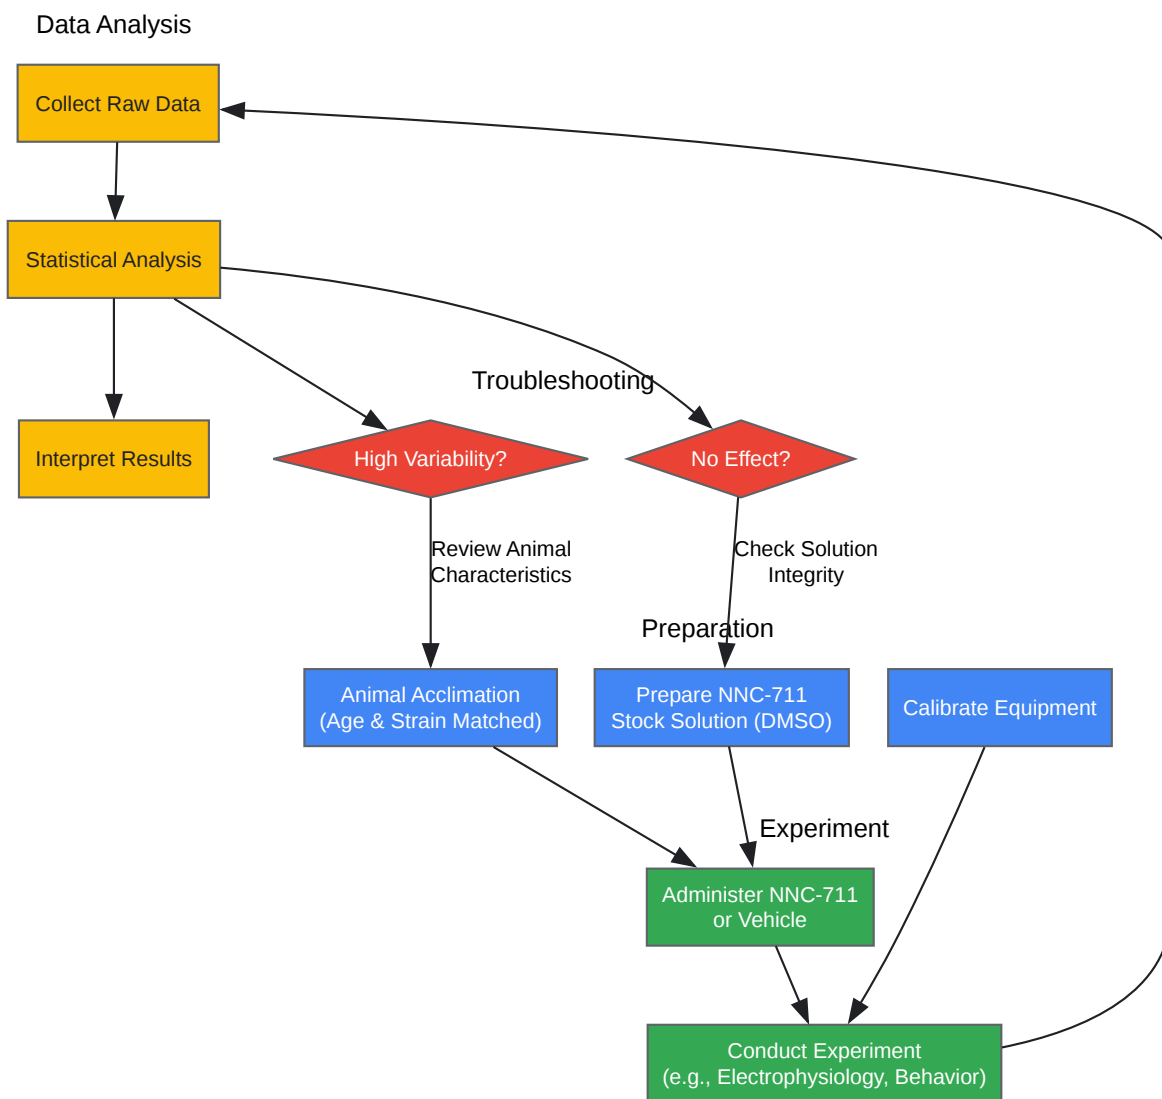 Data Analysis
Collect Raw Data
Statistical Analysis
Troubleshooting
Interpret Results
High Variability?
No Effect?
Review Animal
Characteristics
Check Solution
Integrity
Preparation
Animal Acclimation
(Age & Strain Matched)
Prepare NNC-711
Stock Solution (DMSO)
Calibrate Equipment
Experiment
Administer NNC-711
or Vehicle
Conduct Experiment
(e.g., Electrophysiology, Behavior)